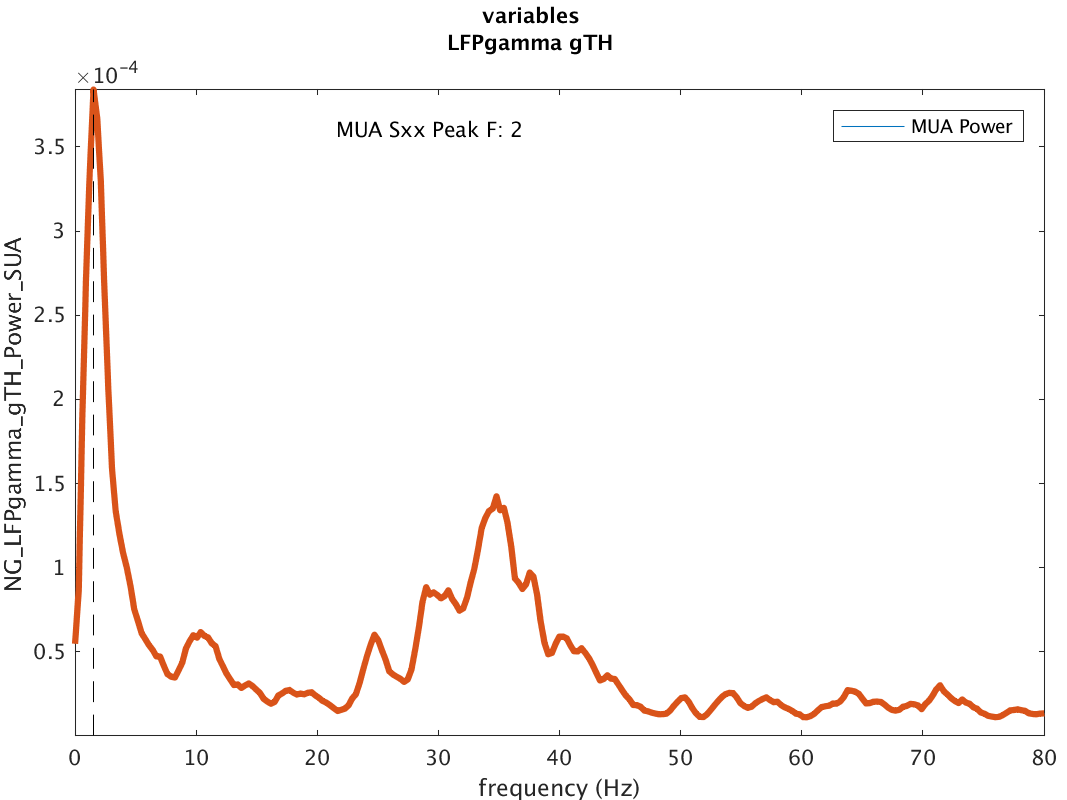 variables
LFPgamma gTH
×10⁻⁴
MUA Sxx Peak F: 2
MUA Power
3.5
3
2.5
2
1.5
1
0.5
NG_LFPgamma_gTH_Power_SUA
0 10 20 30 40 50 60 70 80
frequency (Hz)